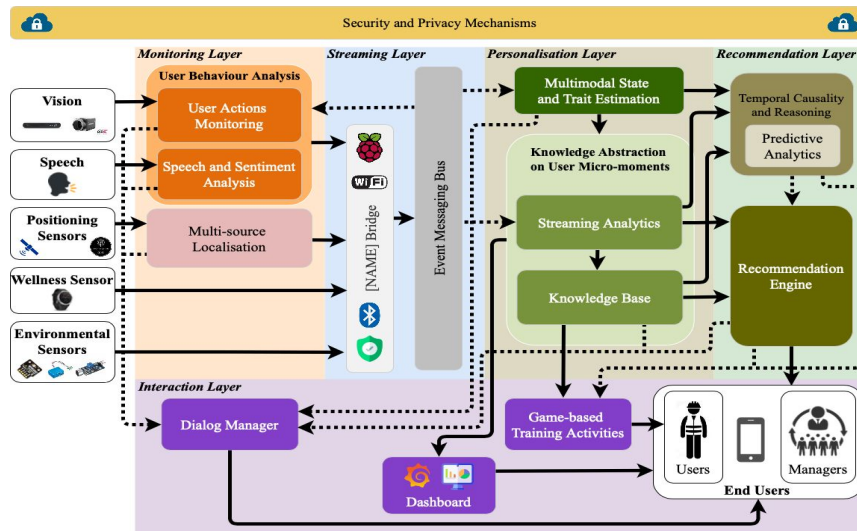 Security and Privacy Mechanisms
Monitoring Layer
Streaming Layer
Personalisation Layer
Recommendation Layer
User Behaviour Analysis
Vision
User Actions
Monitoring
Speech
Speech and Sentiment
Analysis
Positioning
Sensors
Multi-source
Localisation
Wellness Sensor
Environmental
Sensors
WiFi
[NAME] Bridge
Event Messaging Bus
Multimodal State
and Trait Estimation
Knowledge Abstraction
on User Micro-moments
Streaming Analytics
Knowledge Base
Temporal Causality
and Reasoning
Predictive
Analytics
Recommendation
Engine
Interaction Layer
Dialog Manager
Game-based
Training Activities
Dashboard
Users
Managers
End Users